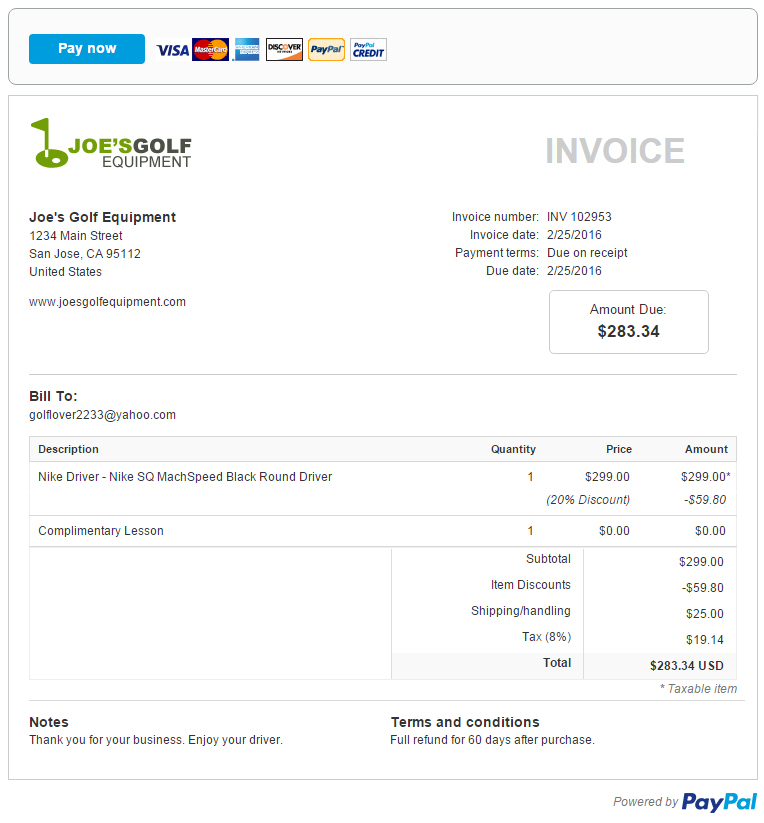 Pay now VISA MasterCard DISCOVER PayPal PayPal CREDIT
JOE'SGOLF
EQUIPMENT
INVOICE
Joe's Golf Equipment
1234 Main Street
San Jose, CA 95112
United States
www.joesgolfequipment.com
Invoice number: INV 102953
Invoice date: 2/25/2016
Payment terms: Due on receipt
Due date: 2/25/2016
Amount Due:
$283.34
Bill To:
golflover2233@yahoo.com
Description Quantity Price Amount
Nike Driver - Nike SQ MachSpeed Black Round Driver 1 $299.00 $299.00*
(20% Discount) -$59.80
Complimentary Lesson 1 $0.00 $0.00
Subtotal $299.00
Item Discounts -$59.80
Shipping/handling $25.00
Tax (8%) $19.14
Total $283.34 USD
* Taxable item
Notes
Thank you for your business. Enjoy your driver.
Terms and conditions
Full refund for 60 days after purchase.
Powered by PayPal